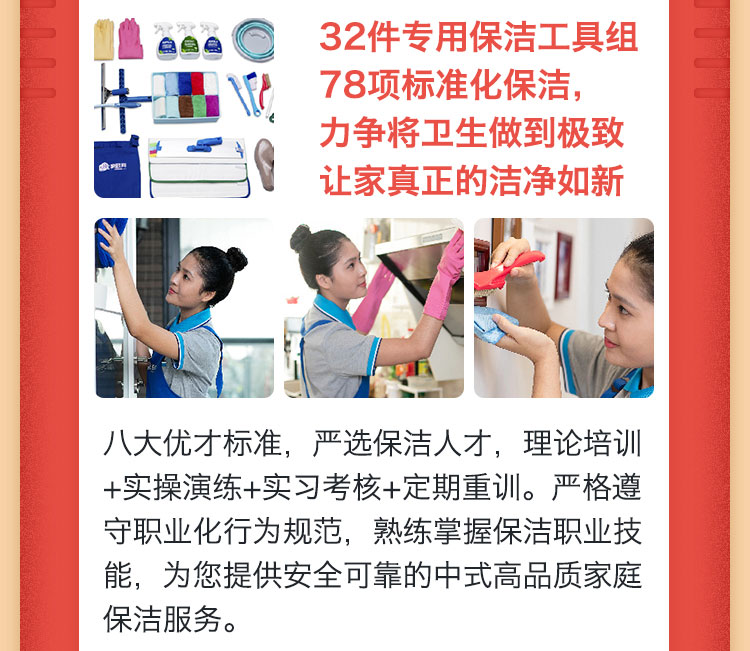 32件专用保洁工具组
78项标准化保洁，
力争将卫生做到极致
让家真正的洁净如新
八大优才标准，严选保洁人才，理论培训
+实操演练+实习考核+定期重训。严格遵
守职业化行为规范，熟练掌握保洁职业技
能，为您提供安全可靠的中式高品质家庭
保洁服务。